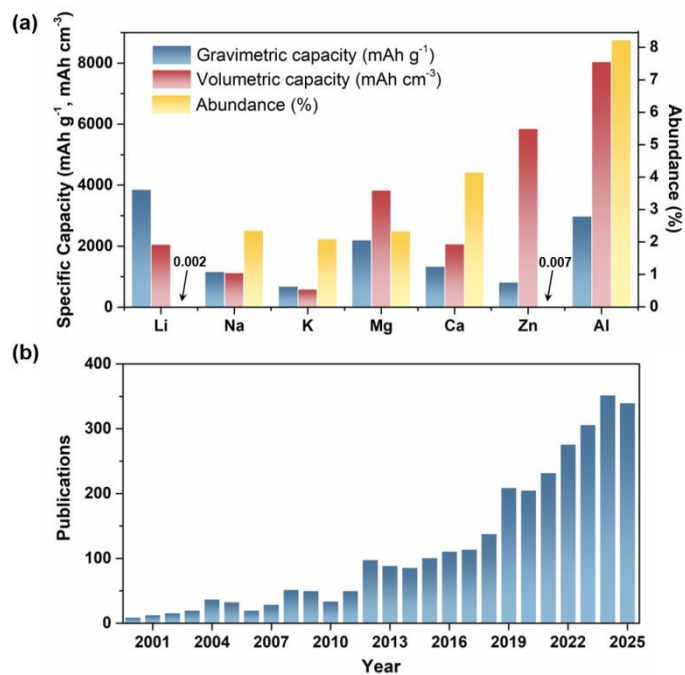 (a)
Specific Capacity (mAh g⁻¹, mAh cm⁻³)
8000
6000
4000
2000
0
Gravimetric capacity (mAh g⁻¹)
Volumetric capacity (mAh cm⁻³)
Abundance (%)
0.002
0.007
8
7
6
5
4
3
2
1
0
Abundance (%)
Li Na K Mg Ca Zn Al
(b)
Publications
400
300
200
100
0
2001 2004 2007 2010 2013 2016 2019 2022 2025
Year